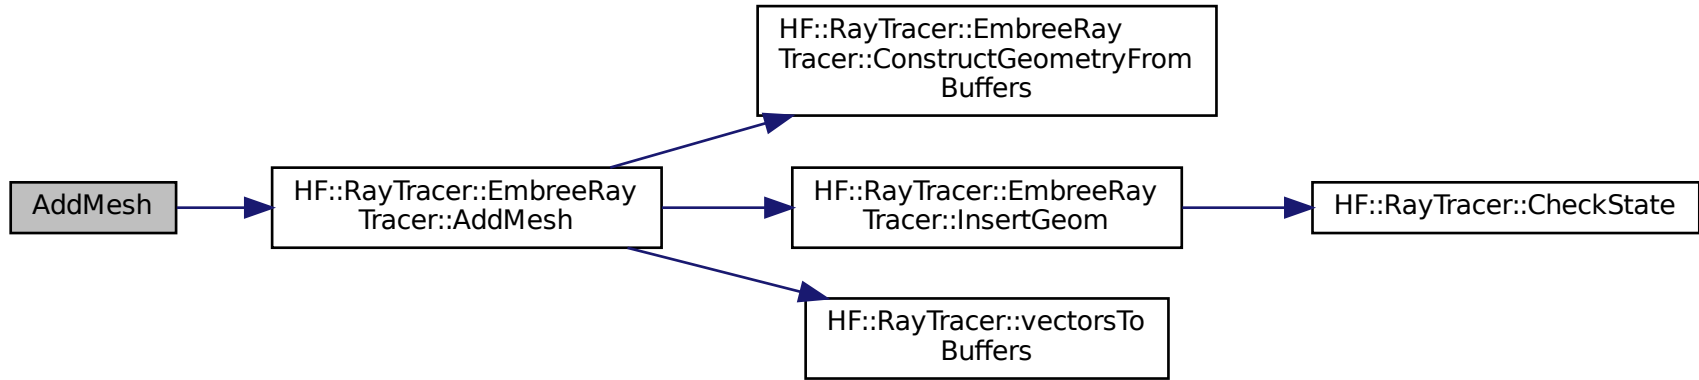 HF::RayTracer::EmbreeRay
Tracer::ConstructGeometryFrom
Buffers
AddMesh
HF::RayTracer::EmbreeRay
Tracer::AddMesh
HF::RayTracer::EmbreeRay
Tracer::InsertGeom
HF::RayTracer::CheckState
HF::RayTracer::vectorsTo
Buffers